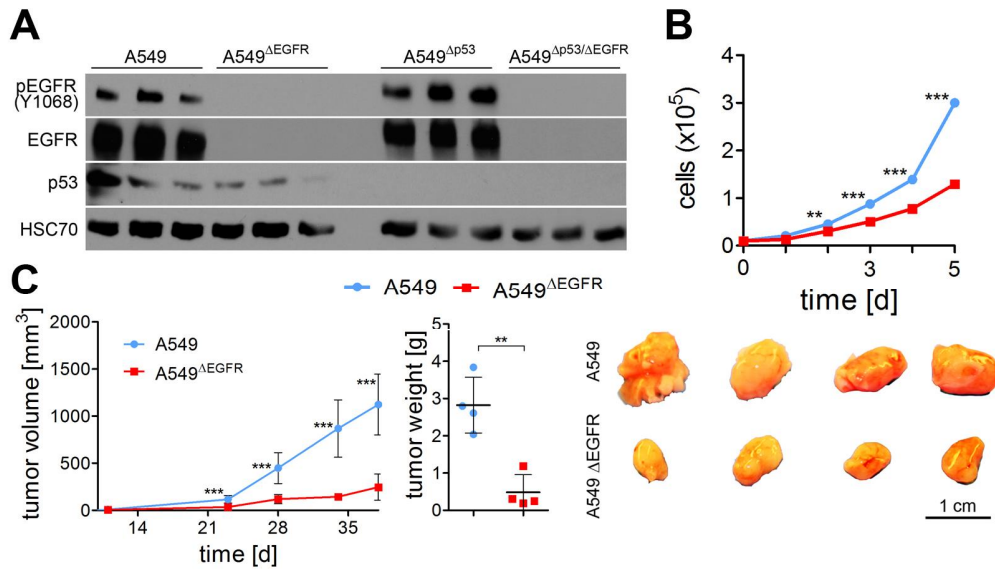 A
A549
A549ΔEGFR
A549Δp53
A549Δp53/ΔEGFR
pEGFR
(Y1068)
EGFR
p53
HSC70
B
cells (x10⁵)
4
3
2
1
0
0
3
5
time [d]
**
***
***
***
A549
A549ΔEGFR
C
tumor volume [mm³]
2000
1500
1000
500
0
14
21
28
35
time [d]
A549
A549ΔEGFR
***
***
***
***
tumor weight [g]
5
4
3
2
1
0
**
A549
A549 ΔEGFR
1 cm